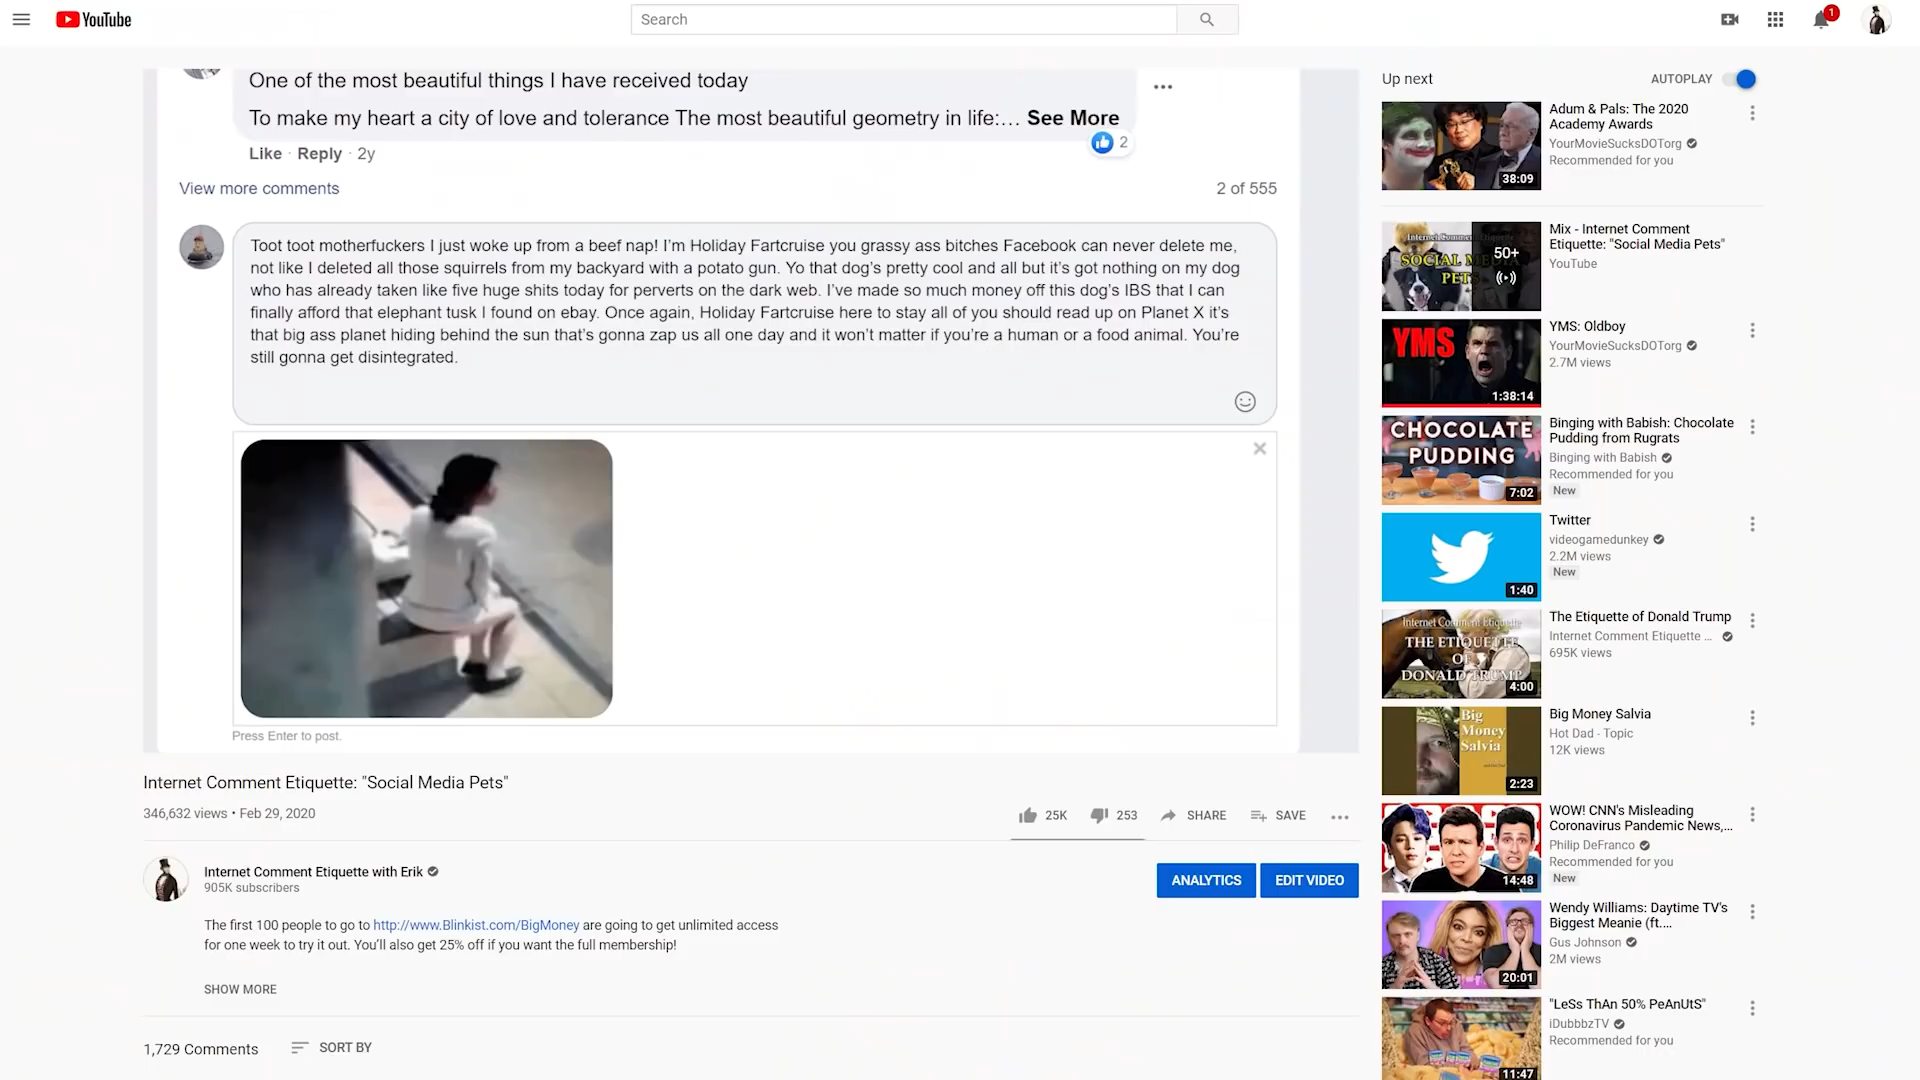 YouTube
Search
1
One of the most beautiful things I have received today
To make my heart a city of love and tolerance The most beautiful geometry in life:... See More
2
Like · Reply · 2y
View more comments
2 of 555
Toot toot motherfuckers I just woke up from a beef nap! I'm Holiday Fartcruise you grassy ass bitches Facebook can never delete me,
not like I deleted all those squirrels from my backyard with a potato gun. Yo that dog's pretty cool and all but it's got nothing on my dog
who has already taken like five huge shits today for perverts on the dark web. I've made so much money off this dog's IBS that I can
finally afford that elephant tusk I found on ebay. Once again, Holiday Fartcruise here to stay all of you should read up on Planet X it's
that big ass planet hiding behind the sun that's gonna zap us all one day and it won't matter if you're a human or a food animal. You're
still gonna get disintegrated.
Press Enter to post.
Internet Comment Etiquette: "Social Media Pets"
346,632 views • Feb 29, 2020
25K
253
SHARE
SAVE
Internet Comment Etiquette with Erik
905K subscribers
ANALYTICS
EDIT VIDEO
The first 100 people to go to http://www.Blinkist.com/BigMoney are going to get unlimited access
for one week to try it out. You'll also get 25% off if you want the full membership!
SHOW MORE
1,729 Comments
SORT BY
Up next
AUTOPLAY
38:09
Adum & Pals: The 2020
Academy Awards
YourMovieSucksDOTorg
Recommended for you
Internet Comment Etiquette
SOCIAL MEDIA
PETS
50+
Mix - Internet Comment
Etiquette: "Social Media Pets"
YouTube
YMS
1:38:14
YMS: Oldboy
YourMovieSucksDOTorg
2.7M views
CHOCOLATE
PUDDING
7:02
Binging with Babish: Chocolate
Pudding from Rugrats
Binging with Babish
Recommended for you
New
1:40
Twitter
videogamedunkey
2.2M views
New
Internet Comment Etiquette
THE ETIQUETTE
OF
DONALD TRUMP
4:00
The Etiquette of Donald Trump
Internet Comment Etiquette ...
695K views
Big
Money
Salvia
2:23
Big Money Salvia
Hot Dad - Topic
12K views
14:48
WOW! CNN's Misleading
Coronavirus Pandemic News,...
Philip DeFranco
Recommended for you
New
20:01
Wendy Williams: Daytime TV's
Biggest Meanie (ft....
Gus Johnson
2M views
11:47
"LeSs ThAn 50% PeAnUtS"
iDubbbzTV
Recommended for you